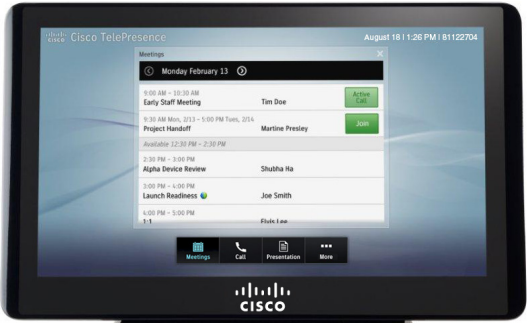 CISCO Cisco TelePresence
August 18 | 1:26 PM | 81122704
Meetings
Monday February 13
9:00 AM - 10:30 AM
Early Staff Meeting Tim Doe Active Call
9:30 AM Mon, 2/13 - 5:00 PM Tues, 2/14
Project Handoff Martine Presley Join
Available 12:30 PM - 2:30 PM
2:30 PM - 3:00 PM
Alpha Device Review Shubha Ha
3:00 PM - 4:00 PM
Launch Readiness Joe Smith
4:00 PM - 5:00 PM
1:1 Elvis Lee
Meetings Call Presentation More
CISCO